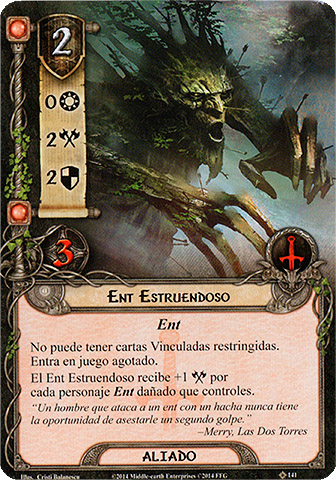 2
0
2
2
3
ENT ESTRUENDOSO
Ent
No puede tener cartas Vinculadas restringidas.
Entra en juego agotado.
El Ent Estruendoso recibe +1 por
cada personaje Ent dañado que controles.
“Un hombre que ataca a un ent con un hacha nunca tiene
la oportunidad de asestarle un segundo golpe.”
–Merry, Las Dos Torres
ALIADO
Illus. Cristi Balanescu ©2014 Middle-earth Enterprises ©2014 FFG 141